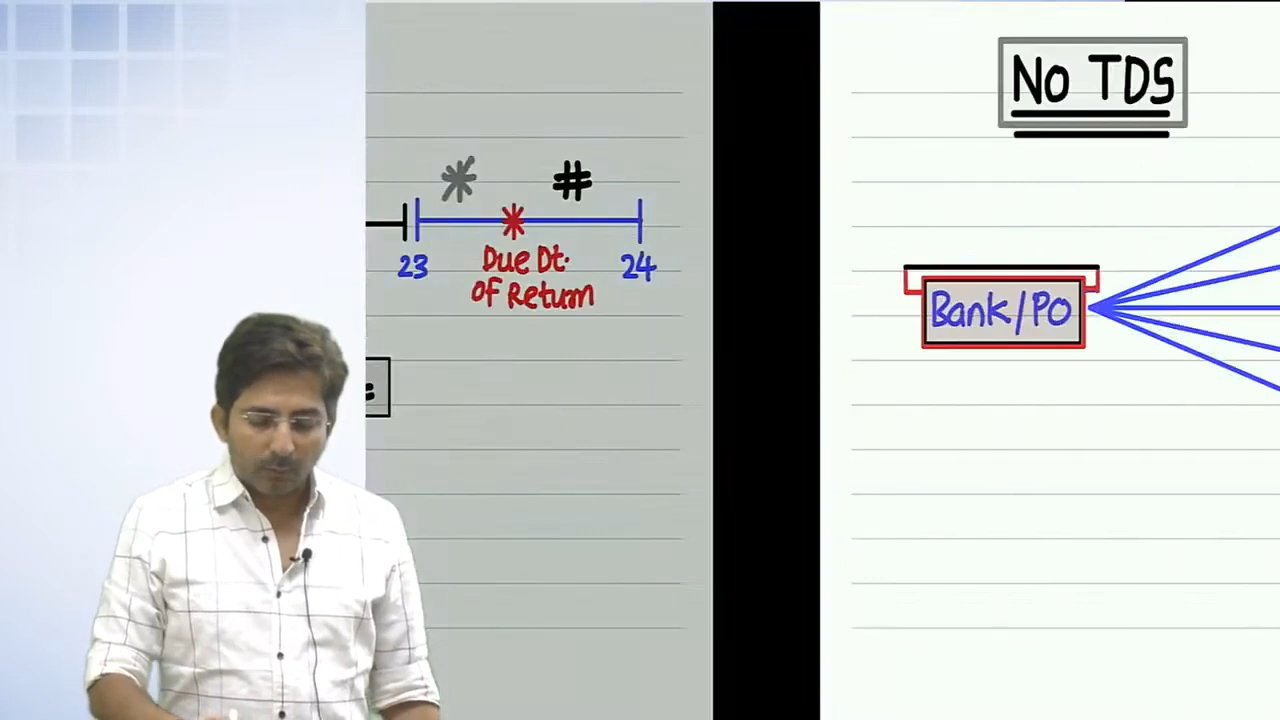 * #
*
23 Due Dt. 24
of Return
No TDS
Bank/PO